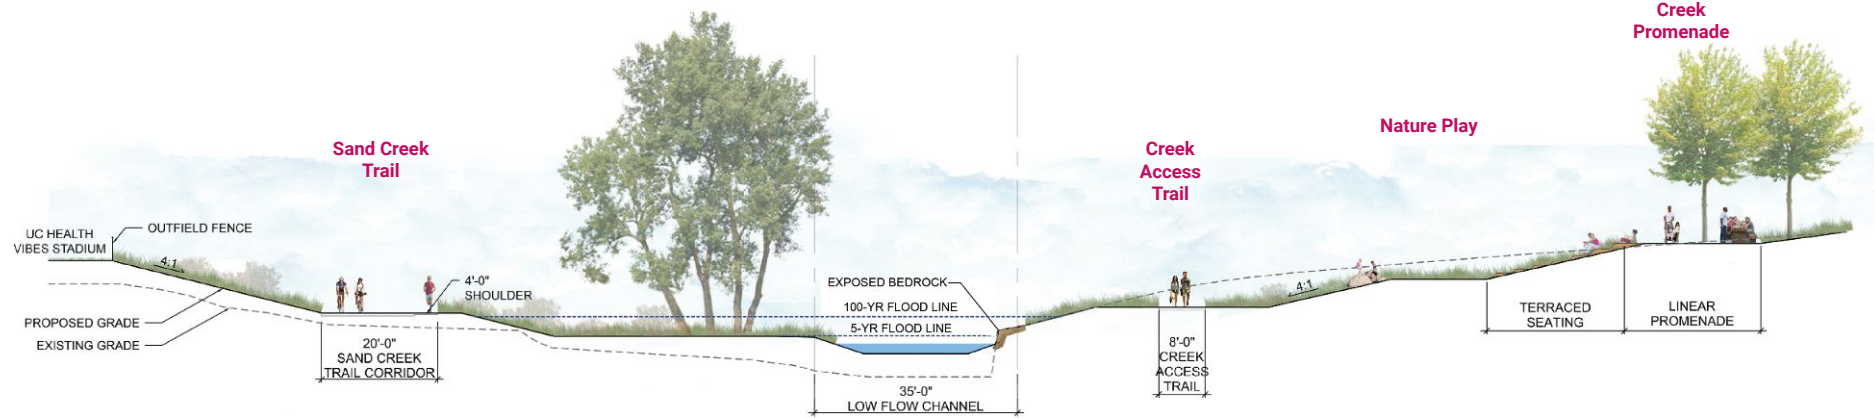 Creek
Promenade
Nature Play
Sand Creek
Trail
Creek
Access
Trail
UC HEALTH
VIBES STADIUM
OUTFIELD FENCE
4:1
4'-0"
SHOULDER
EXPOSED BEDROCK
100-YR FLOOD LINE
5-YR FLOOD LINE
4:1
PROPOSED GRADE
EXISTING GRADE
20'-0"
SAND CREEK
TRAIL CORRIDOR
35'-0"
LOW FLOW CHANNEL
8'-0"
CREEK
ACCESS
TRAIL
TERRACED
SEATING
LINEAR
PROMENADE